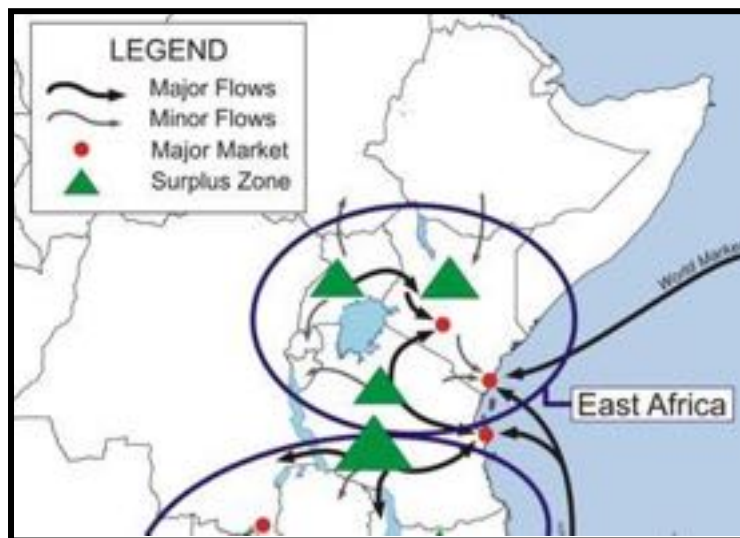 LEGEND
Major Flows
Minor Flows
Major Market
Surplus Zone
World Market
East Africa